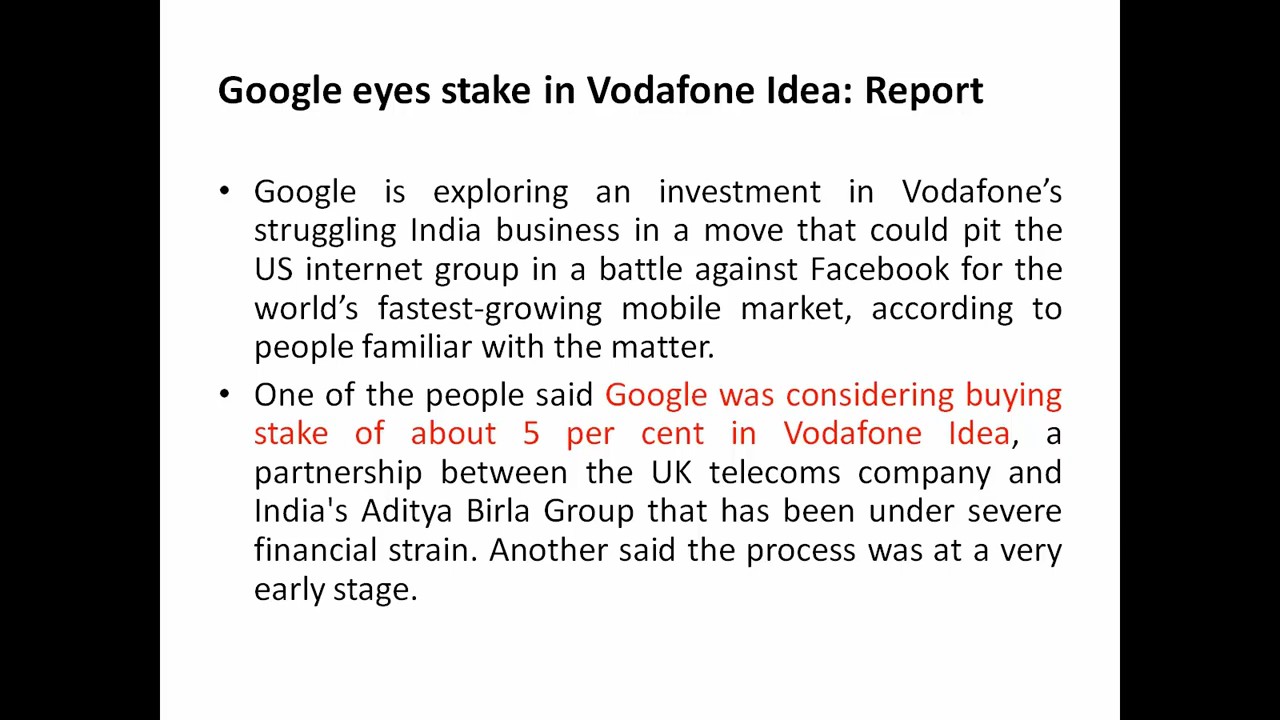 Google eyes stake in Vodafone Idea: Report
• Google is exploring an investment in Vodafone’s
struggling India business in a move that could pit the
US internet group in a battle against Facebook for the
world’s fastest-growing mobile market, according to
people familiar with the matter.
• One of the people said Google was considering buying
stake of about 5 per cent in Vodafone Idea, a
partnership between the UK telecoms company and
India's Aditya Birla Group that has been under severe
financial strain. Another said the process was at a very
early stage.